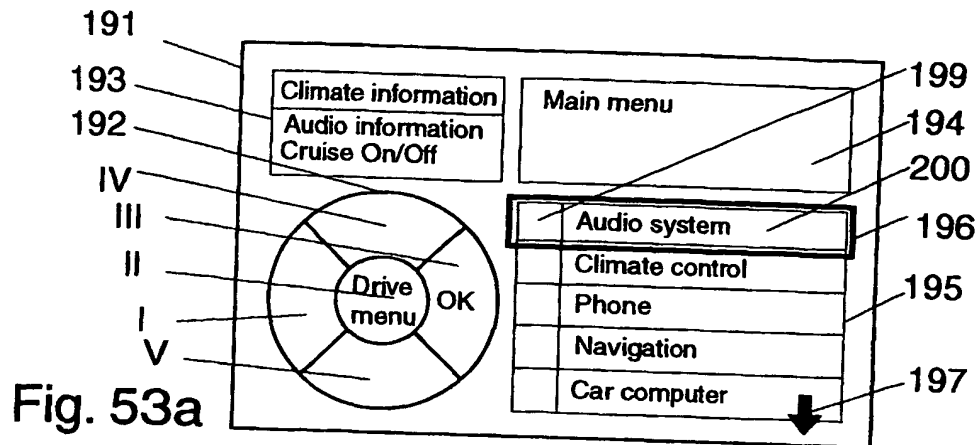 191
193
192
IV
III
II
I
V
Climate information
Audio information
Cruise On/Off
Drive
menu
OK
Main menu
Audio system
Climate control
Phone
Navigation
Car computer
199
194
200
196
195
197
Fig. 53a